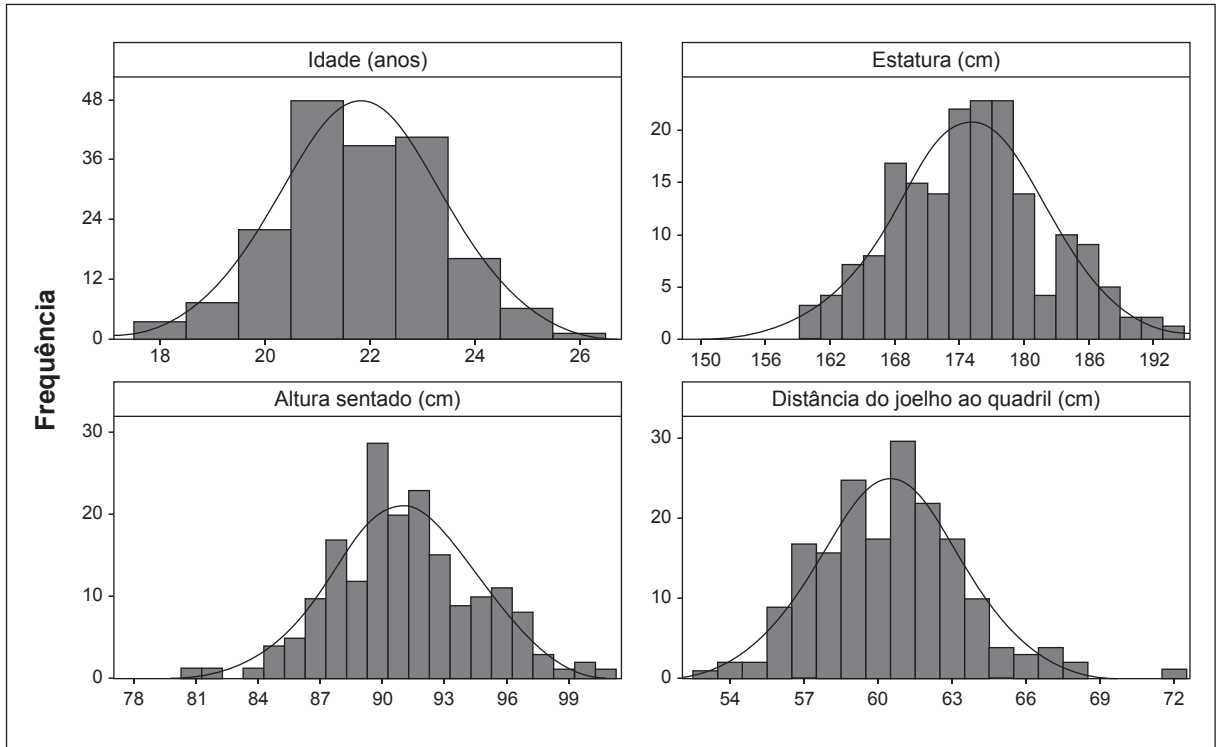 Idade (anos)
48
36
24
12
0
18 20 22 24 26
Estatura (cm)
20
15
10
5
0
150 156 162 168 174 180 186 192
Frequência
Altura sentado (cm)
30
20
10
0
78 81 84 87 90 93 96 99
Distância do joelho ao quadril (cm)
30
20
10
0
54 57 60 63 66 69 72